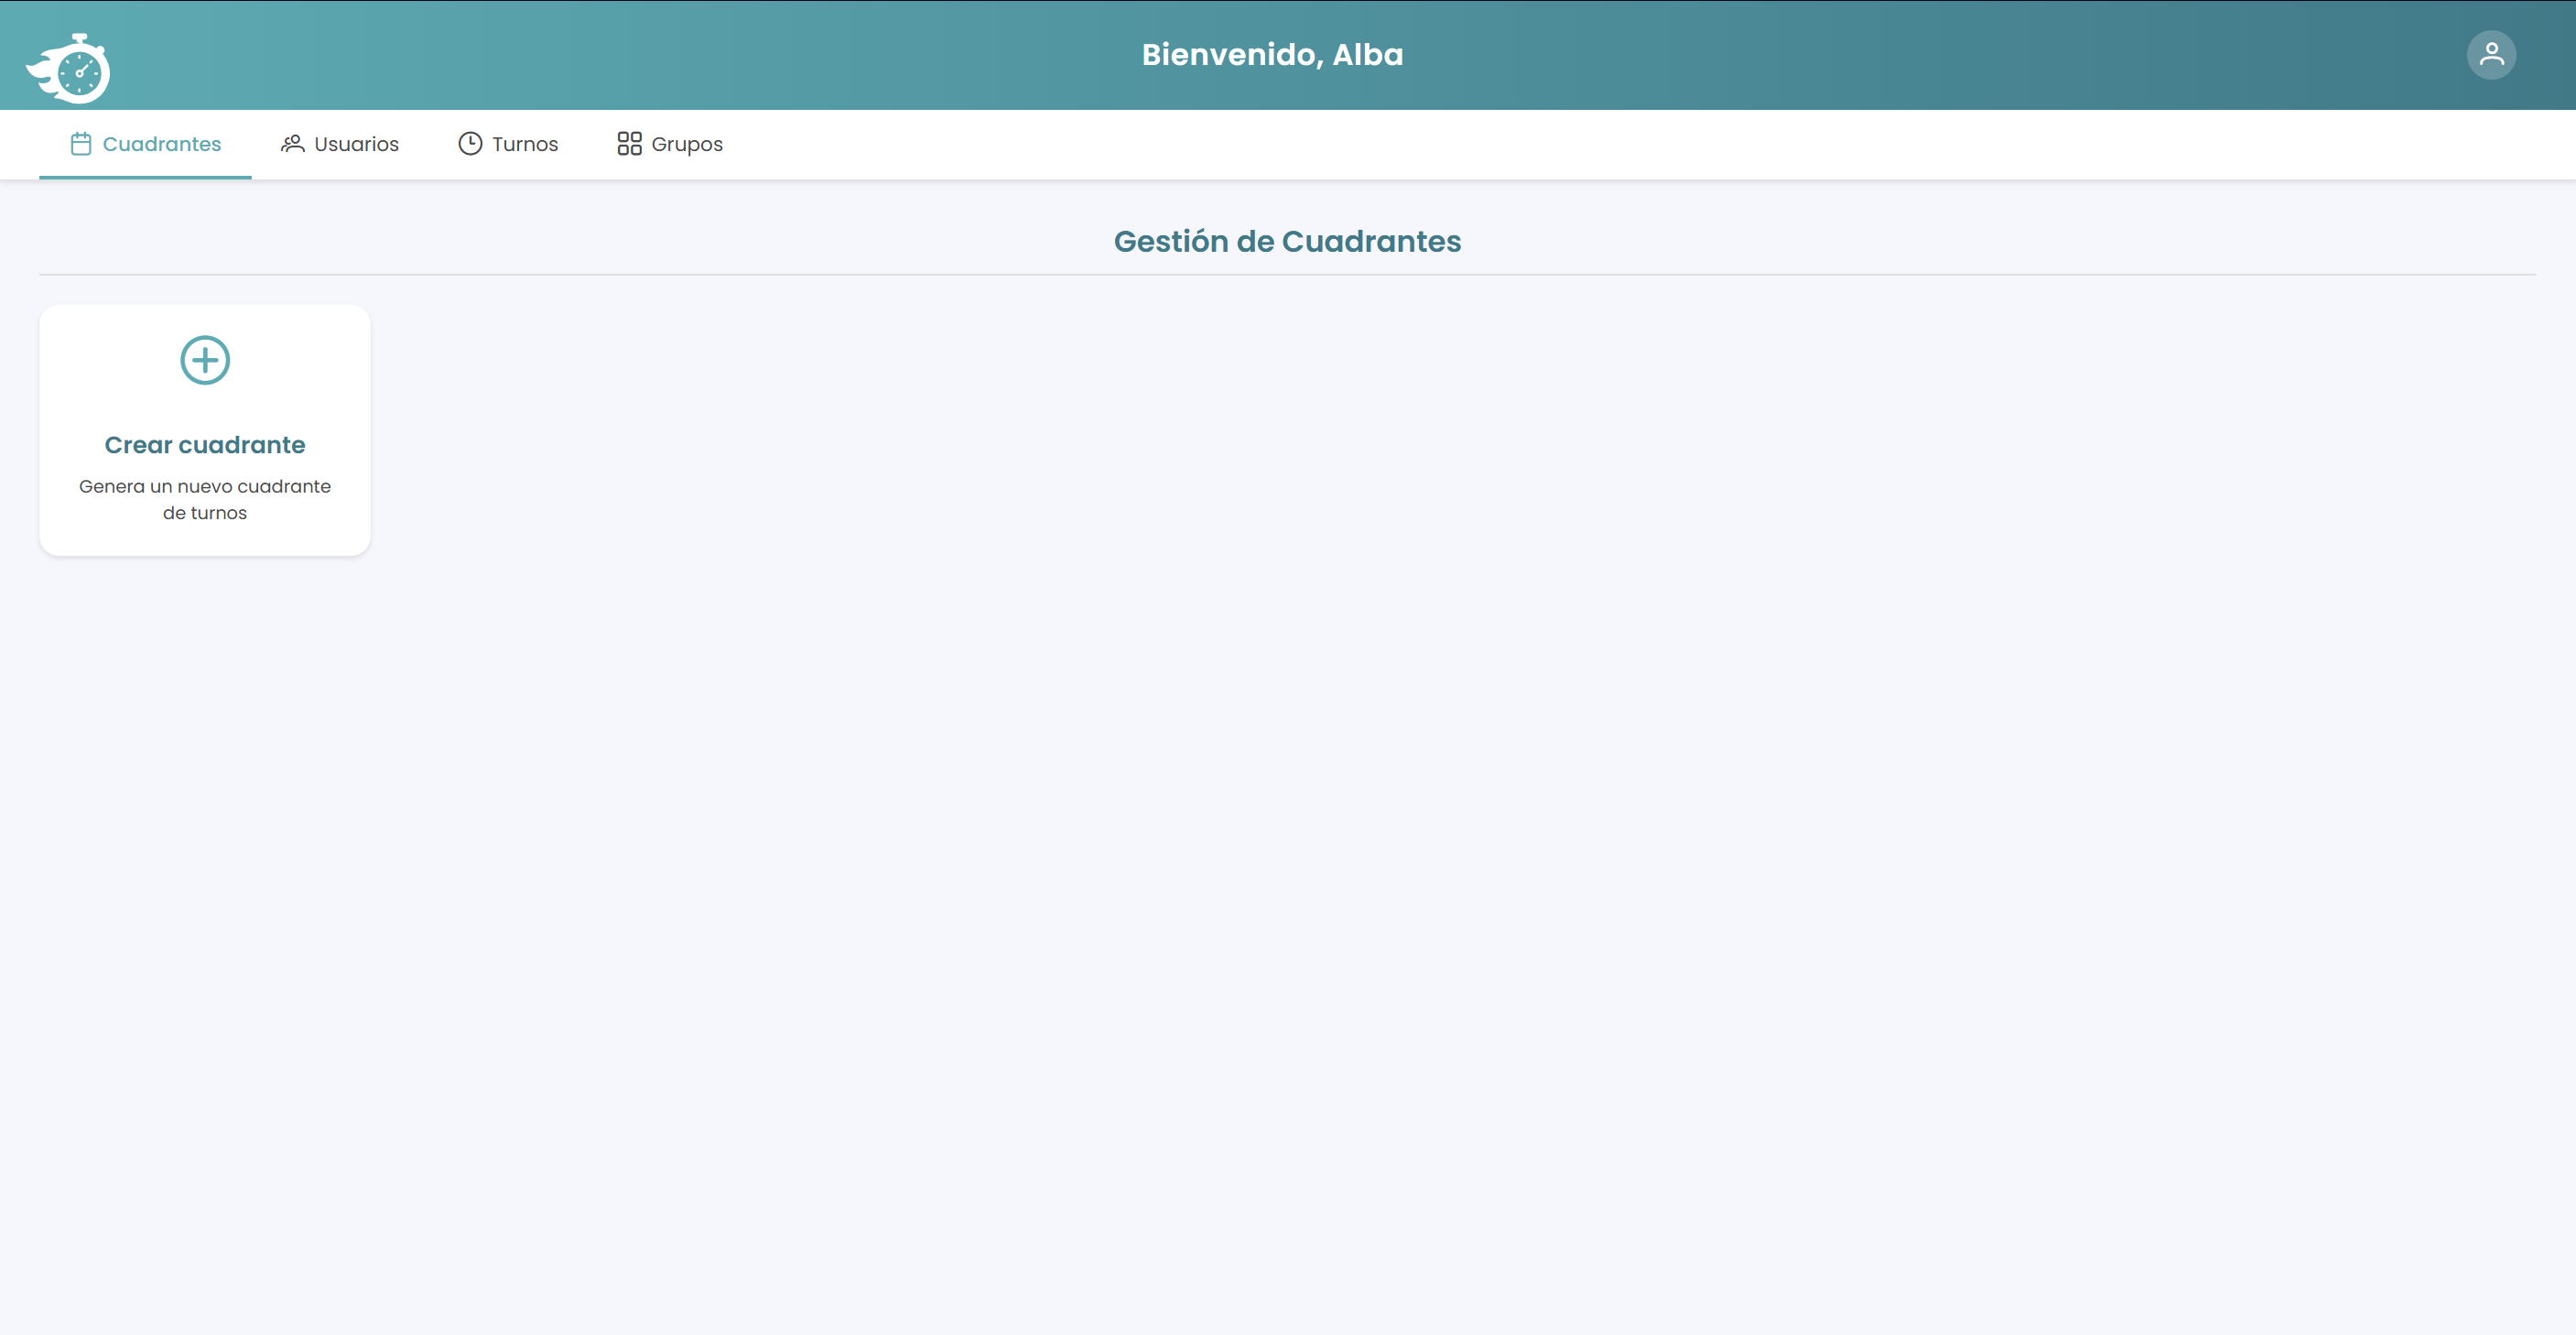 Bienvenido, Alba
Cuadrantes
Usuarios
Turnos
Grupos
Gestión de Cuadrantes
Crear cuadrante
Genera un nuevo cuadrante
de turnos